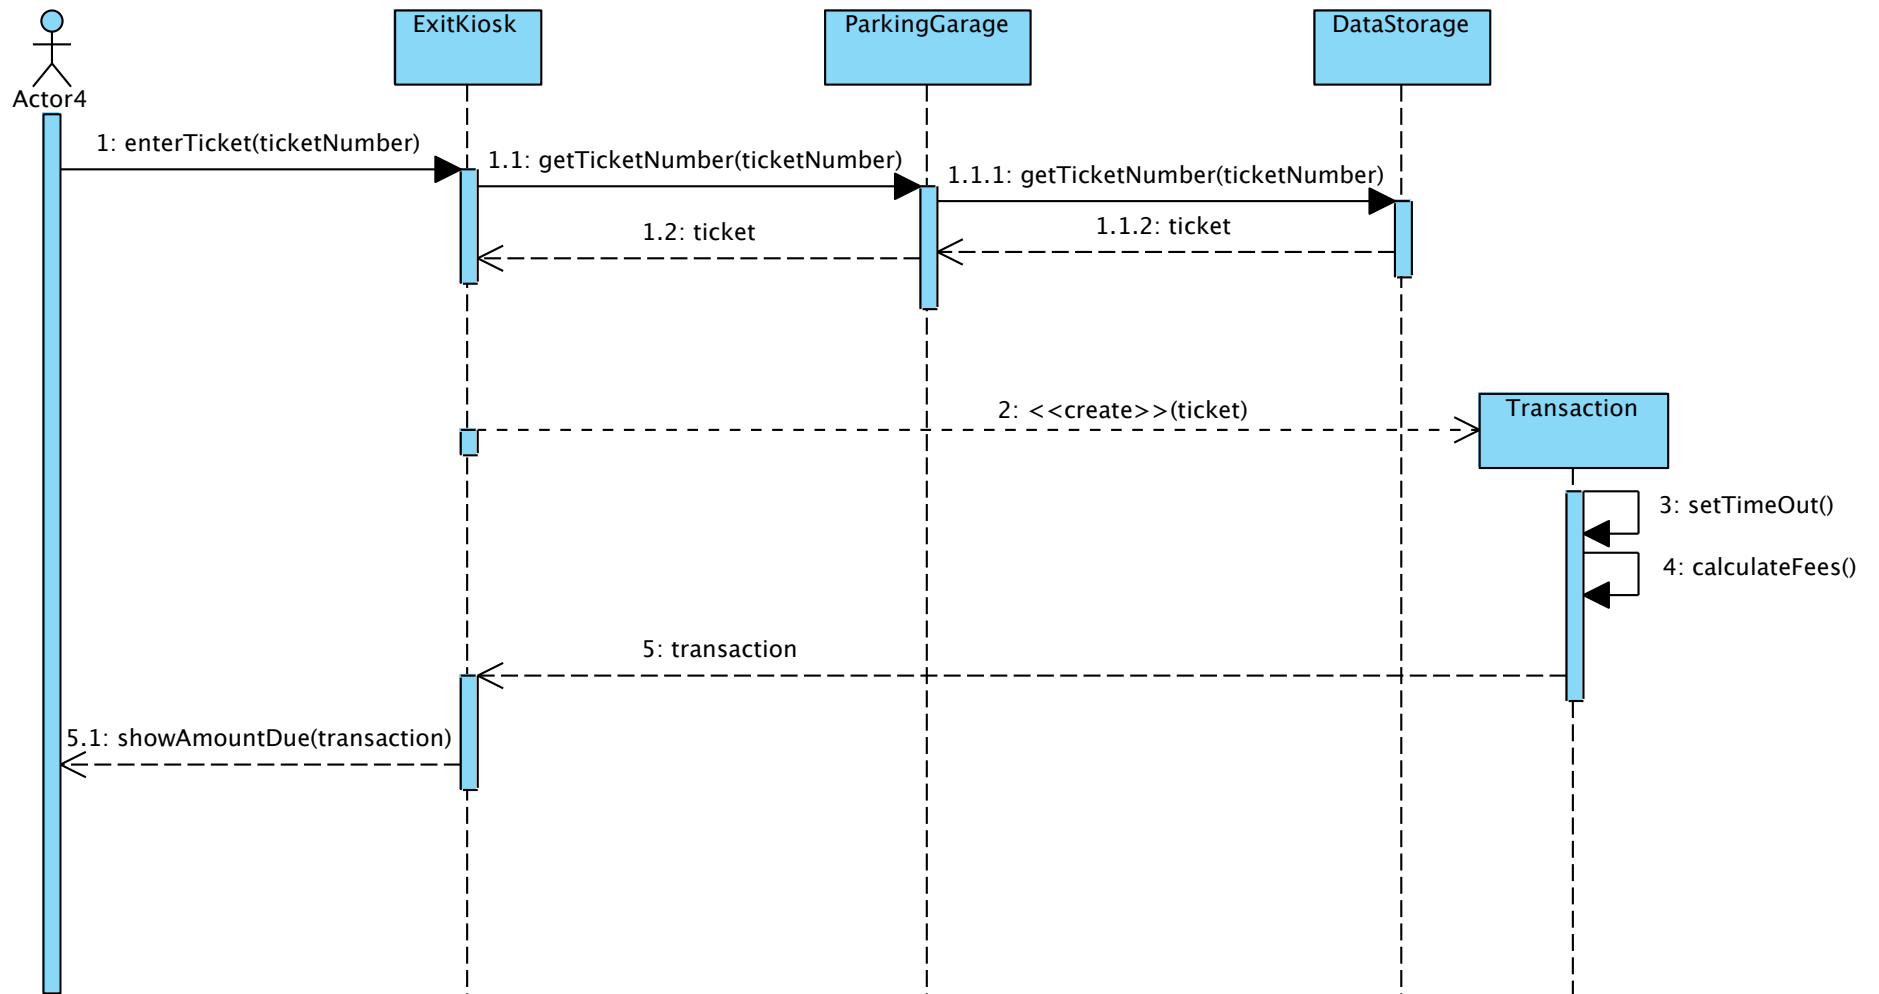 ExitKiosk
ParkingGarage
DataStorage
Actor4
1: enterTicket(ticketNumber)
1.1: getTicketNumber(ticketNumber)
1.1.1: getTicketNumber(ticketNumber)
1.2: ticket
1.1.2: ticket
2: <<create>>(ticket)
Transaction
3: setTimeOut()
4: calculateFees()
5: transaction
5.1: showAmountDue(transaction)